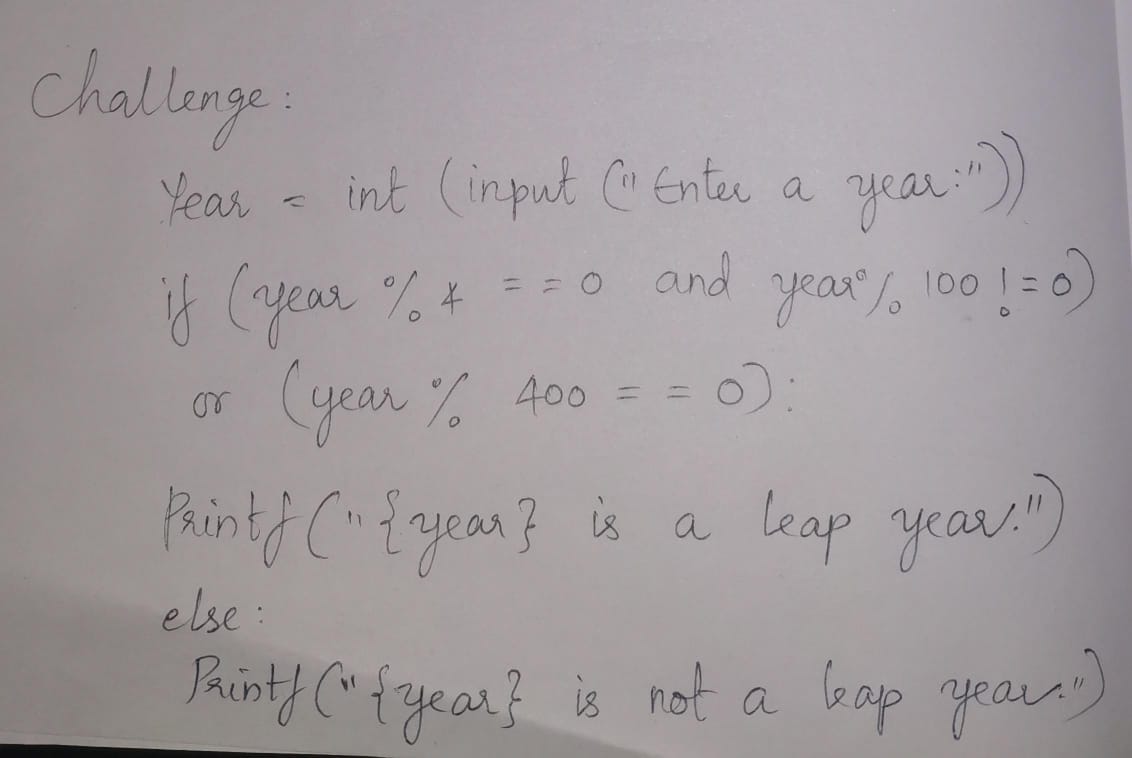 Challenge:
Year = int (input ("Enter a year:"))
if (year % 4 = = 0 and year % 100 != 0)
or (year % 400 = = 0):
Printf("{year} is a leap year.")
else:
Printf("{year} is not a leap year.")